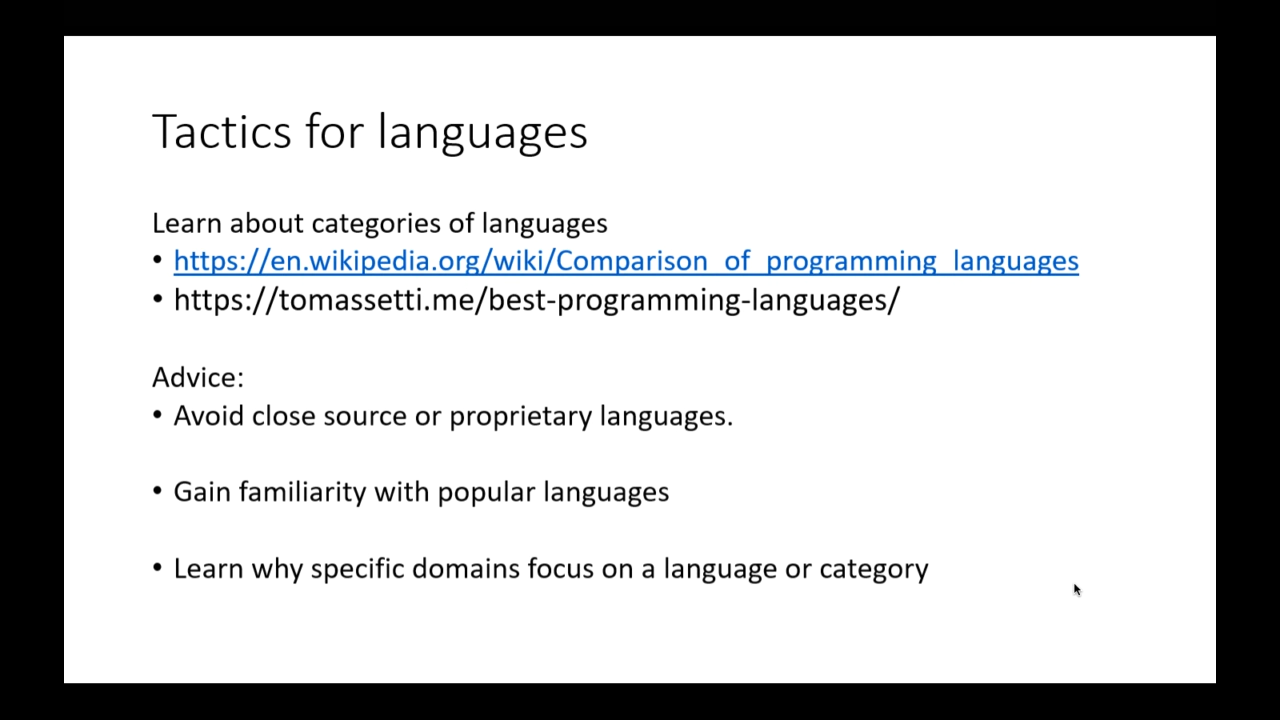 Tactics for languages
Learn about categories of languages
• https://en.wikipedia.org/wiki/Comparison_of_programming_languages
• https://tomassetti.me/best-programming-languages/
Advice:
• Avoid close source or proprietary languages.
• Gain familiarity with popular languages
• Learn why specific domains focus on a language or category